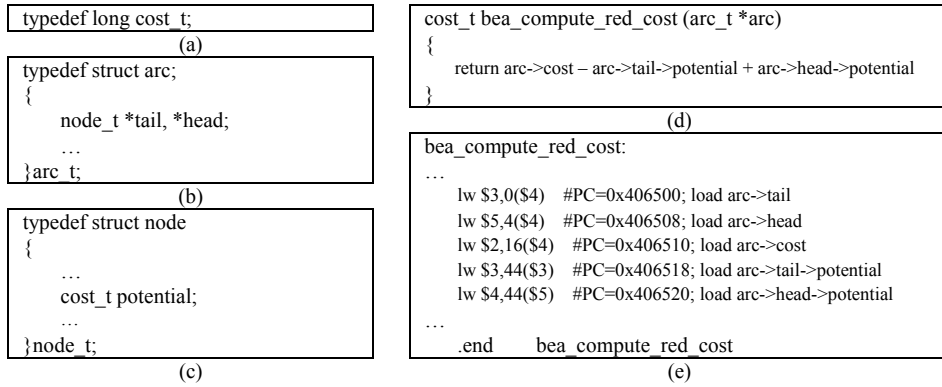 typedef long cost_t;
(a)
typedef struct arc;
{
node_t *tail, *head;
…
}arc_t;
(b)
typedef struct node
{
…
cost_t potential;
…
}node_t;
(c)
cost_t bea_compute_red_cost (arc_t *arc)
{
return arc->cost – arc->tail->potential + arc->head->potential
}
(d)
bea_compute_red_cost:
…
lw $3,0($4) #PC=0x406500; load arc->tail
lw $5,4($4) #PC=0x406508; load arc->head
lw $2,16($4) #PC=0x406510; load arc->cost
lw $3,44($3) #PC=0x406518; load arc->tail->potential
lw $4,44($5) #PC=0x406520; load arc->head->potential
…
.end bea_compute_red_cost
(e)